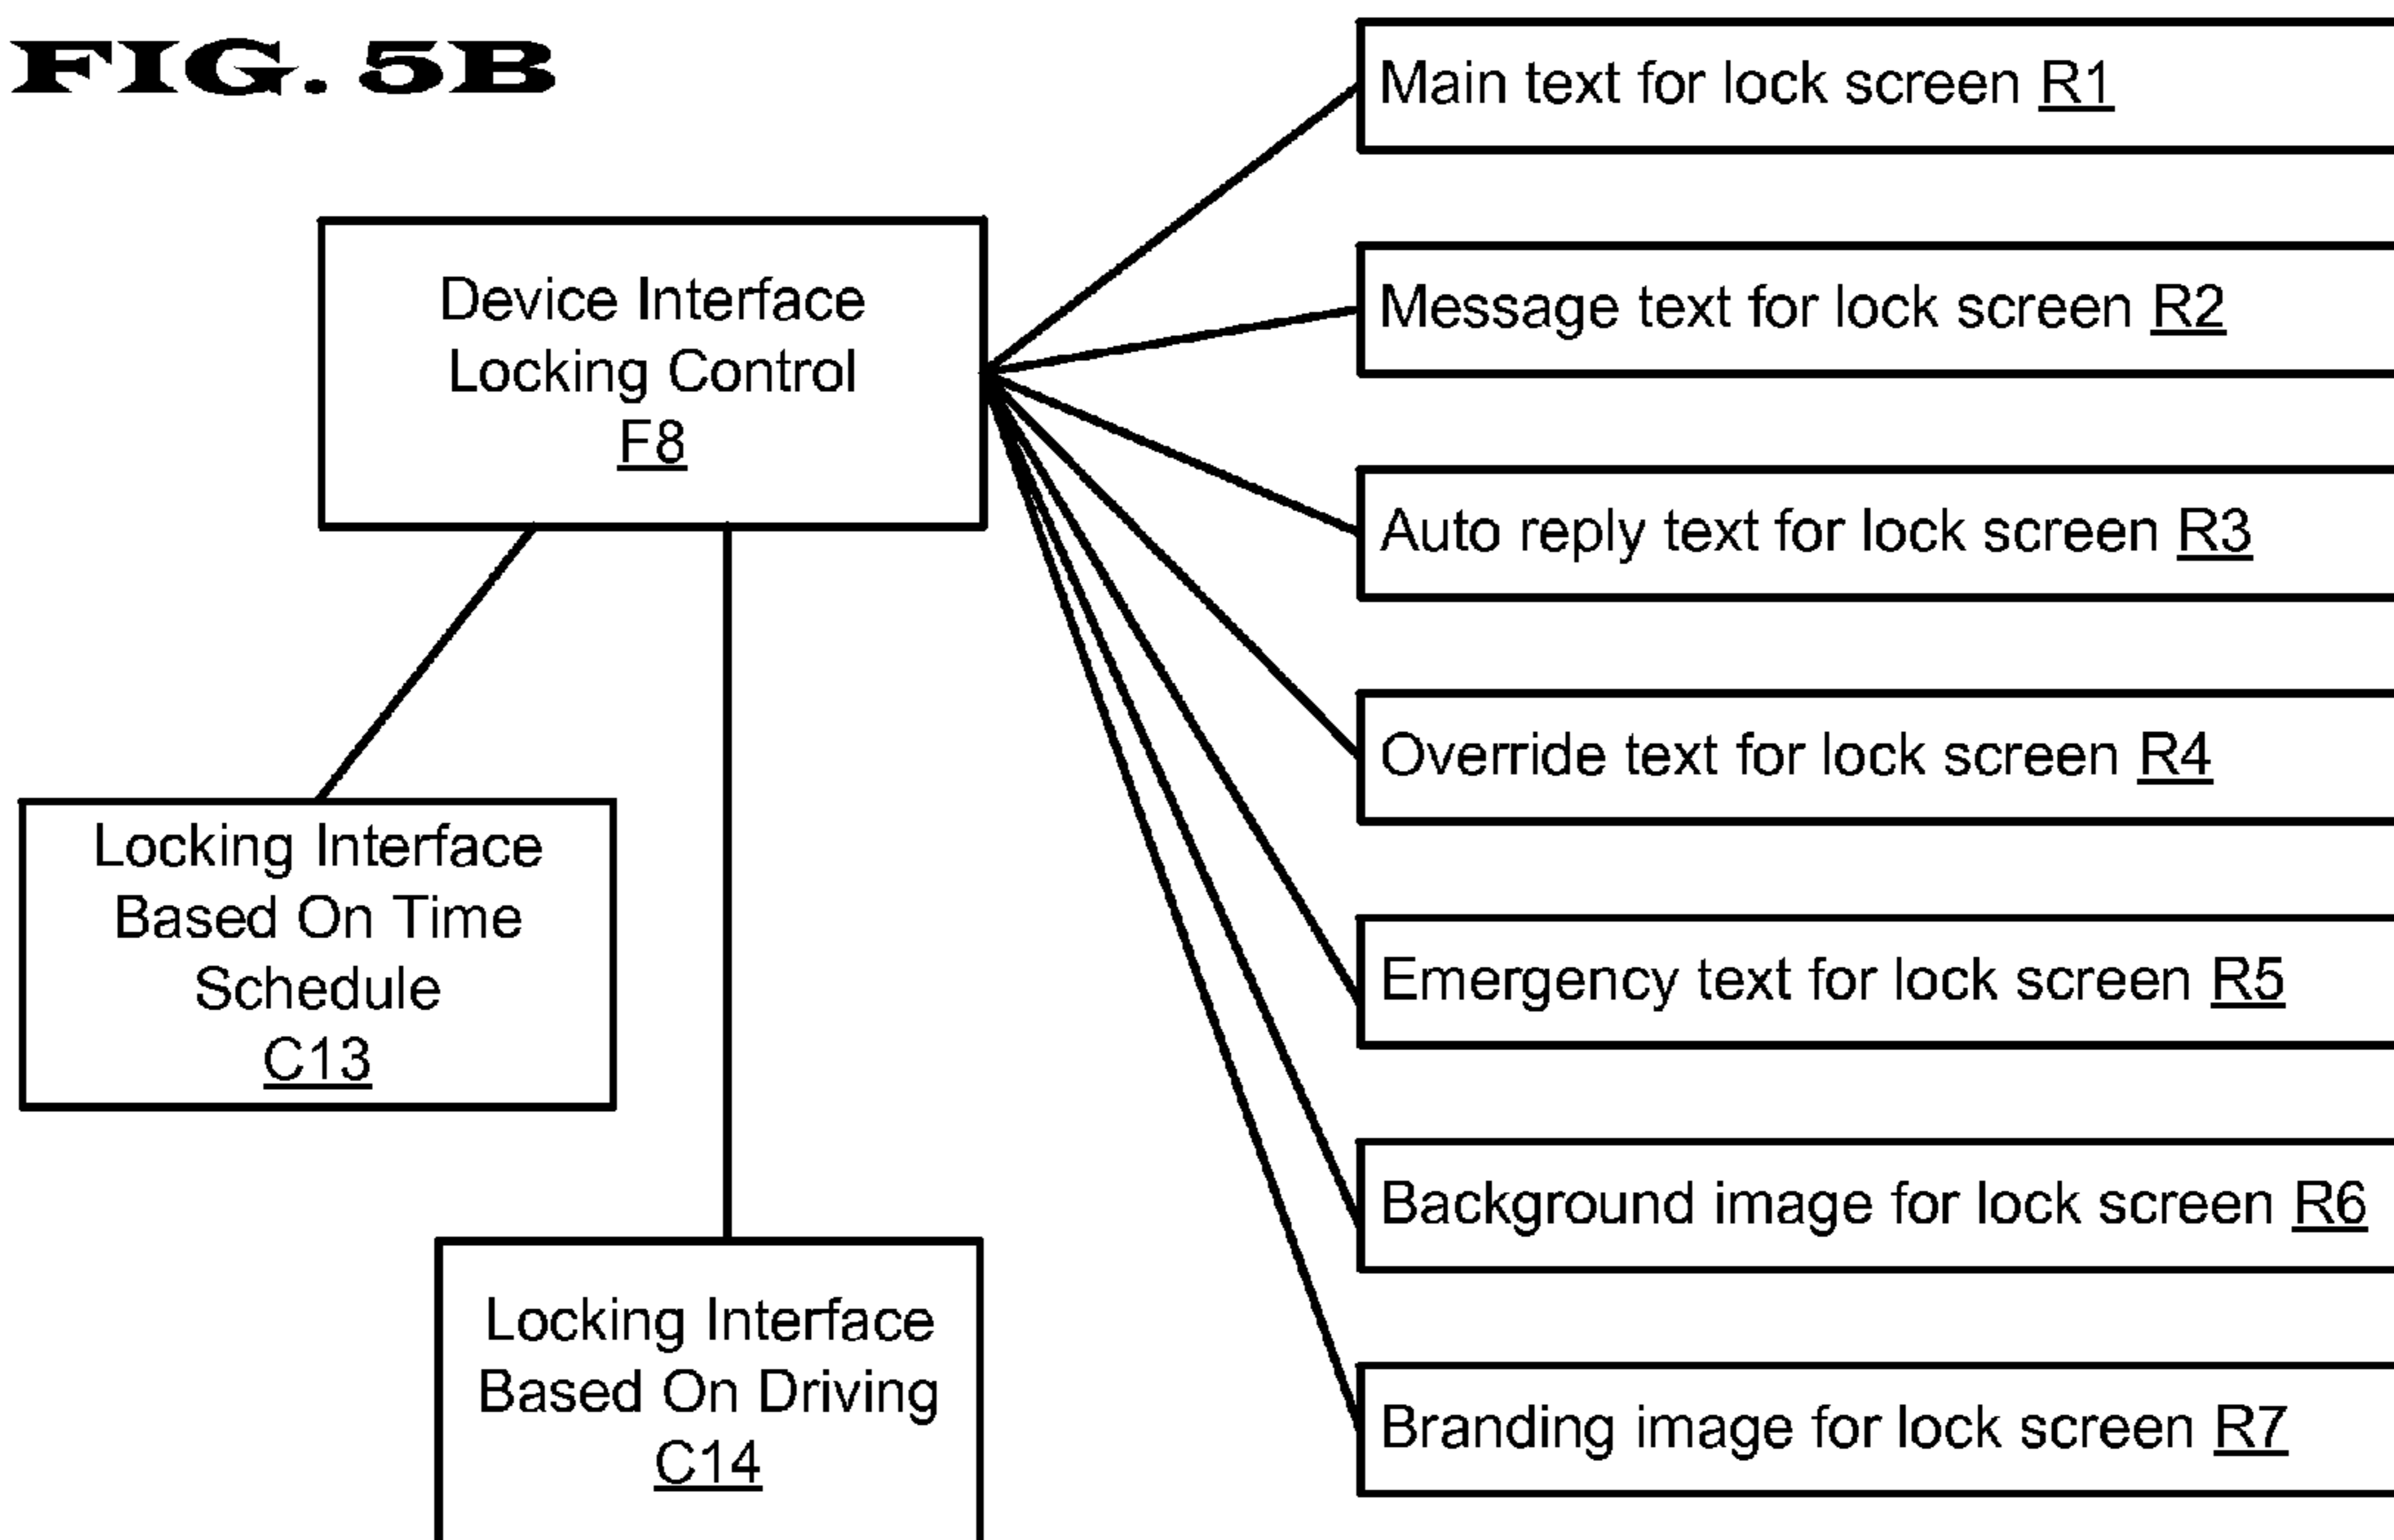 FIG. 5B
Main text for lock screen R1
Message text for lock screen R2
Auto reply text for lock screen R3
Override text for lock screen R4
Emergency text for lock screen R5
Background image for lock screen R6
Branding image for lock screen R7
Device Interface
Locking Control
F8
Locking Interface
Based On Time
Schedule
C13
Locking Interface
Based On Driving
C14